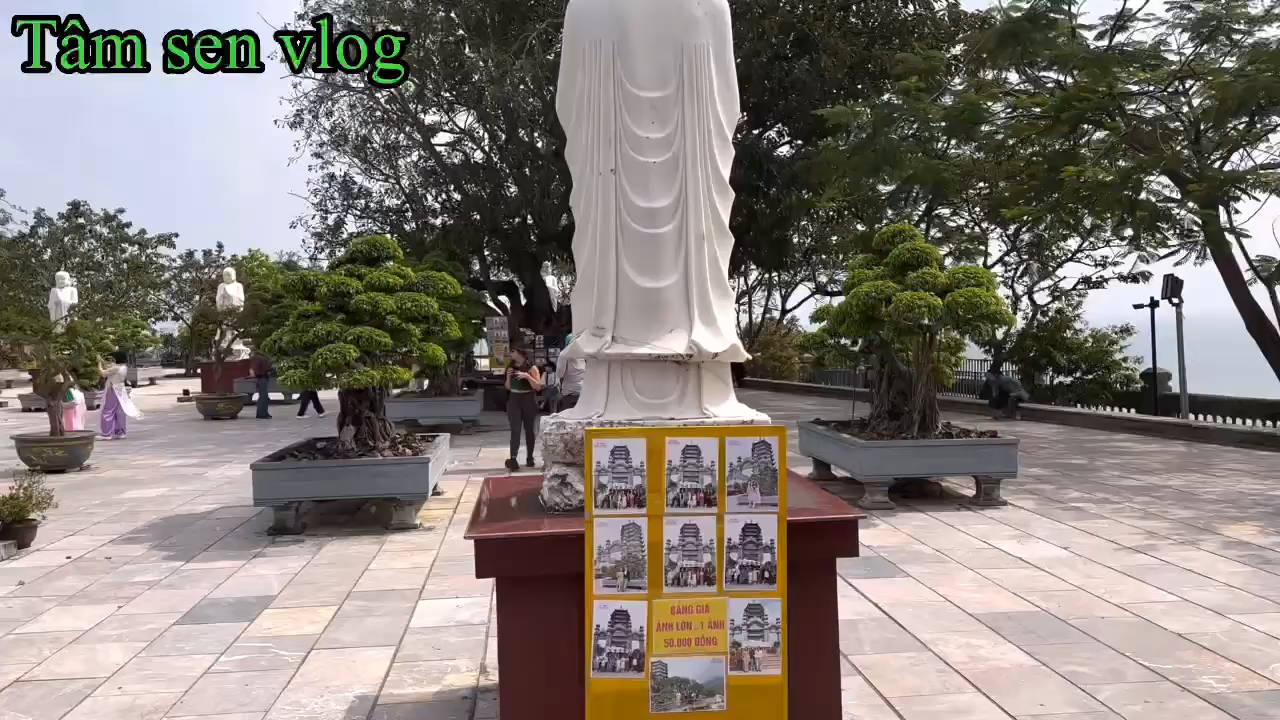 Tâm sen vlog
BẢNG GIÁ
ẢNH LỚN .. 1 ẢNH
50.000 ĐỒNG